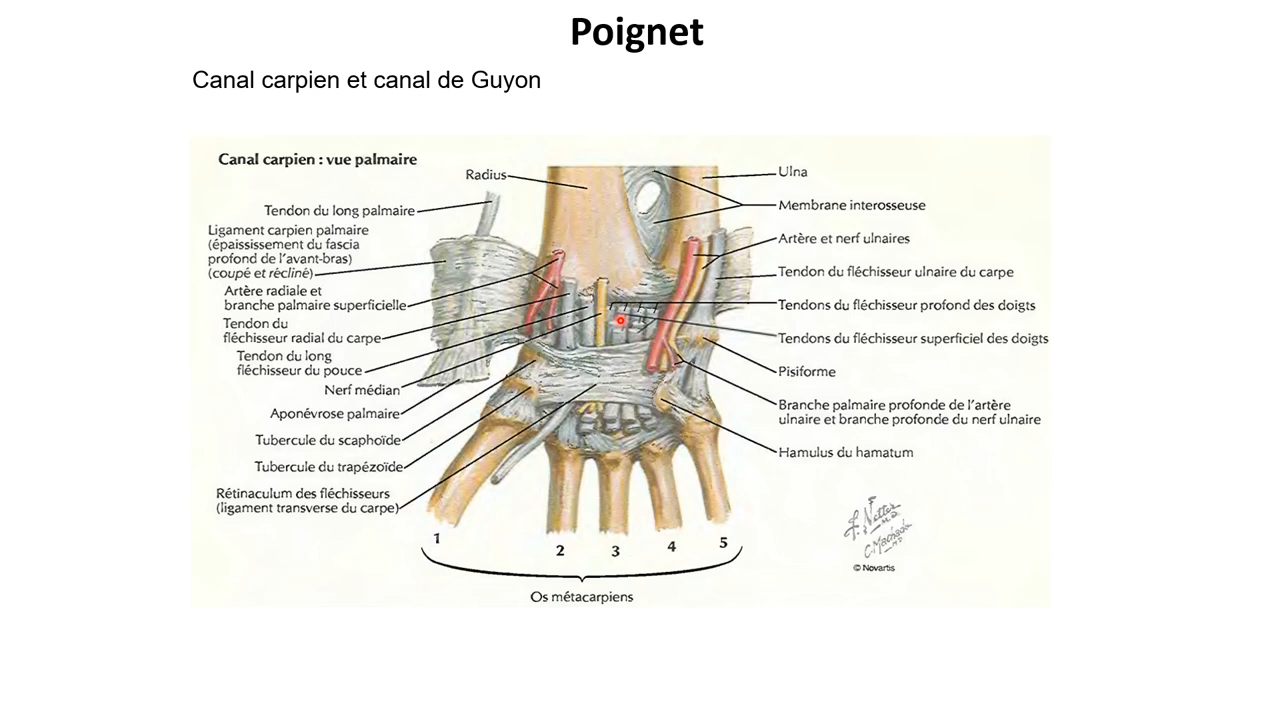 Poignet
Canal carpien et canal de Guyon
Canal carpien : vue palmaire
Radius
Tendon du long palmaire
Ligament carpien palmaire
(épaississement du fascia
profond de l'avant-bras)
(coupé et récliné)
Artère radiale et
branche palmaire superficielle
Tendon du
fléchisseur radial du carpe
Tendon du long
fléchisseur du pouce
Nerf médian
Aponévrose palmaire
Tubercule du scaphoïde
Tubercule du trapézoïde
Rétinaculum des fléchisseurs
(ligament transverse du carpe)
Ulna
Membrane interosseuse
Artère et nerf ulnaires
Tendon du fléchisseur ulnaire du carpe
Tendons du fléchisseur profond des doigts
Tendons du fléchisseur superficiel des doigts
Pisiforme
Branche palmaire profonde de l'artère
ulnaire et branche profonde du nerf ulnaire
Hamulus du hamatum
1 2 3 4 5
Os métacarpiens
F. Netter
M.D.
C. Machado
MD
© Novartis